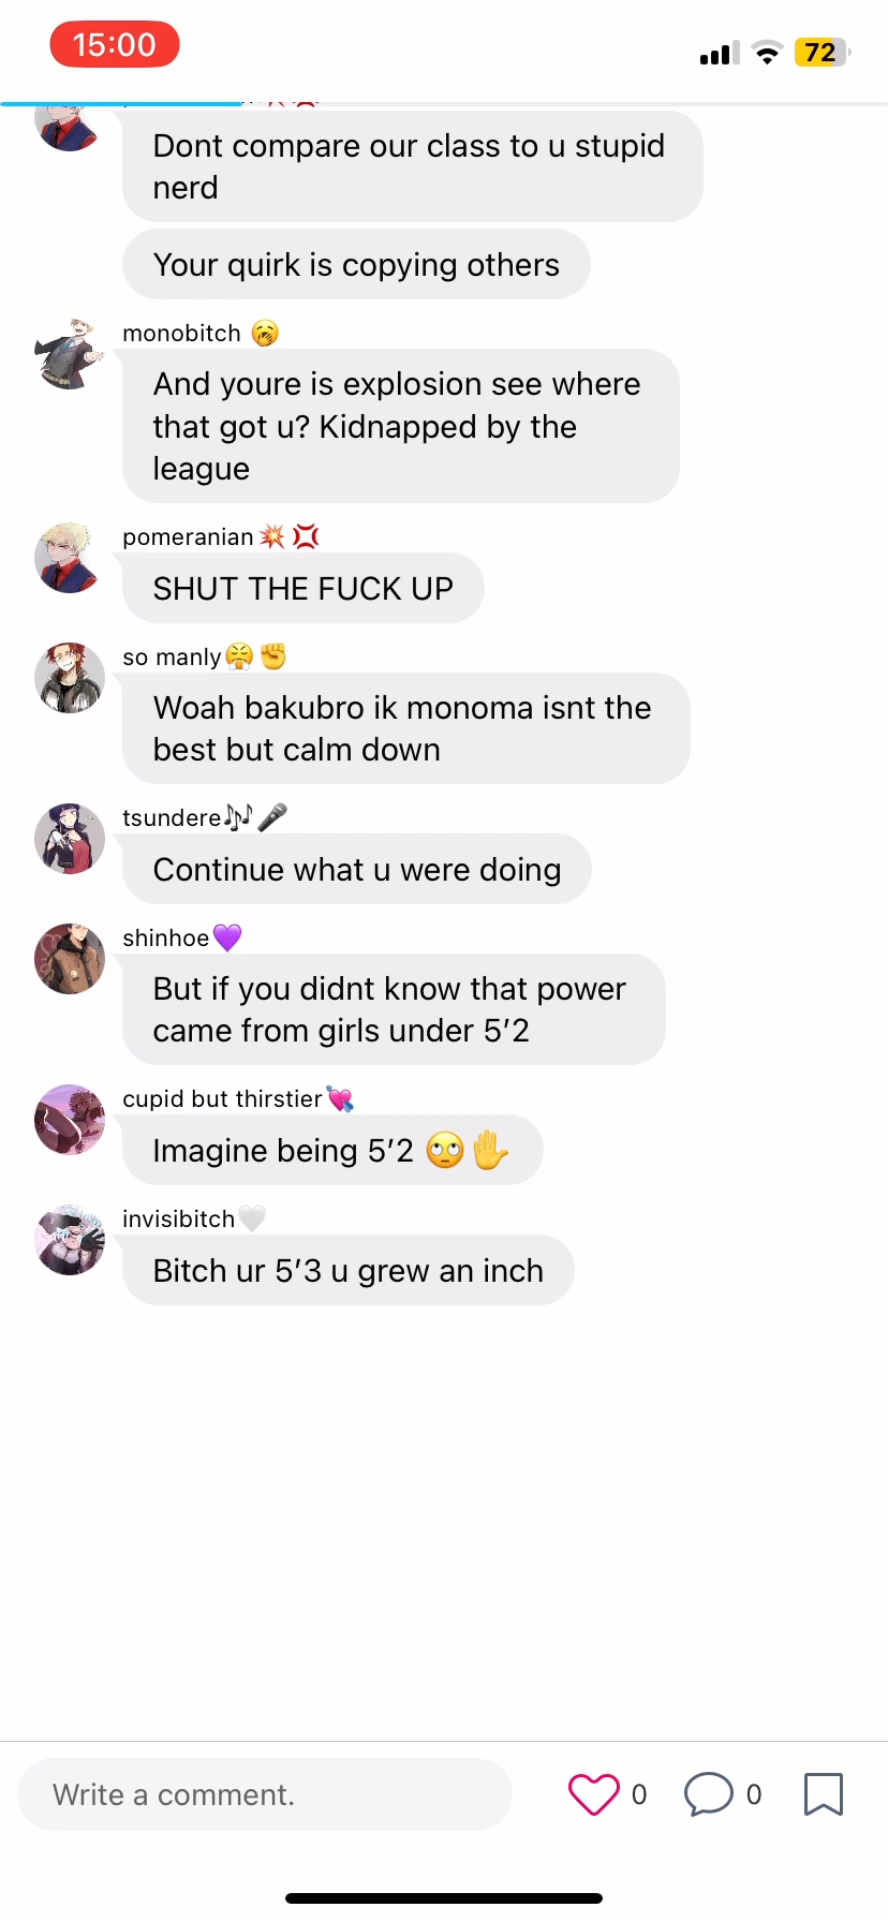 15:00
72
Dont compare our class to u stupid
nerd
Your quirk is copying others
monobitch 🥱
And youre is explosion see where
that got u? Kidnapped by the
league
pomeranian💥💢
SHUT THE FUCK UP
so manly😤✊
Woah bakubro ik monoma isnt the
best but calm down
tsundere🎶🎤
Continue what u were doing
shinhoe💜
But if you didnt know that power
came from girls under 5’2
cupid but thirstier💘
Imagine being 5’2 🙄✋
invisibitch🤍
Bitch ur 5’3 u grew an inch
Write a comment.
0
0